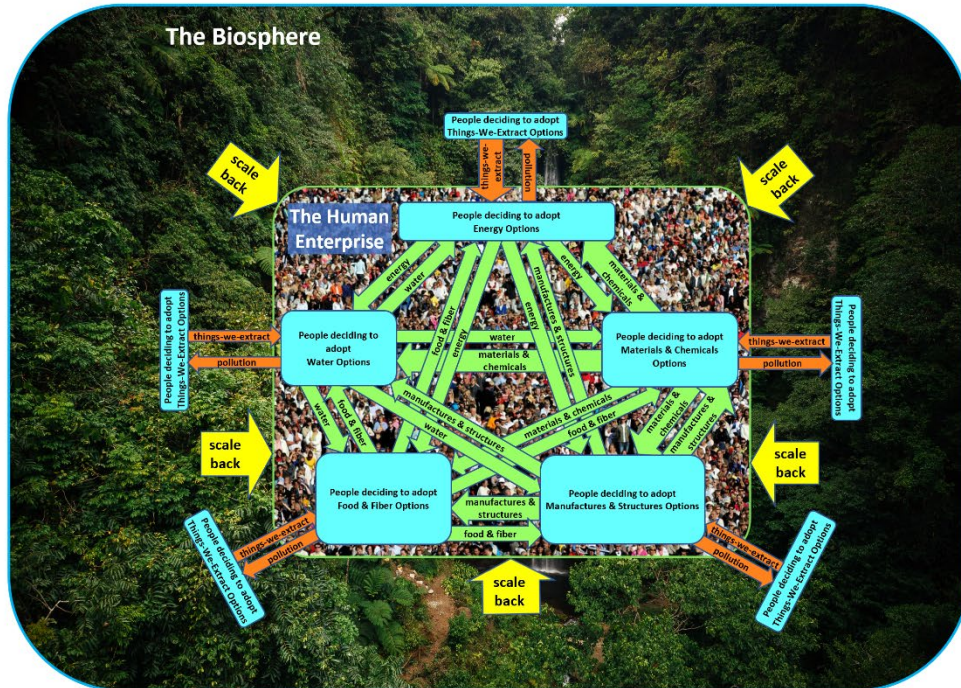 The Biosphere
People deciding to adopt
Things-We-Extract Options
things-we-
extract
pollution
scale
back
scale
back
The Human
Enterprise
People deciding to adopt
Energy Options
energy
water
food & fiber
energy
energy
manufactures &
structures
energy
materials &
chemicals
People deciding to adopt
Things-We-Extract Options
things-we-extract
pollution
People deciding to
adopt
Water Options
water
materials &
chemicals
People deciding to adopt
Materials & Chemicals
Options
things-we-extract
pollution
People deciding to adopt
Things-We-Extract Options
water
food & fiber
manufactures & structures
water
materials & chemicals
food & fiber
materials &
chemicals
manufactures &
structures
scale
back
scale
back
People deciding to adopt
Food & Fiber Options
manufactures &
structures
food & fiber
People deciding to adopt
Manufactures & Structures Options
things-we-extract
pollution
People deciding to adopt
Things-We-Extract Options
things-we-extract
pollution
People deciding to adopt
Things-We-Extract Options
scale
back